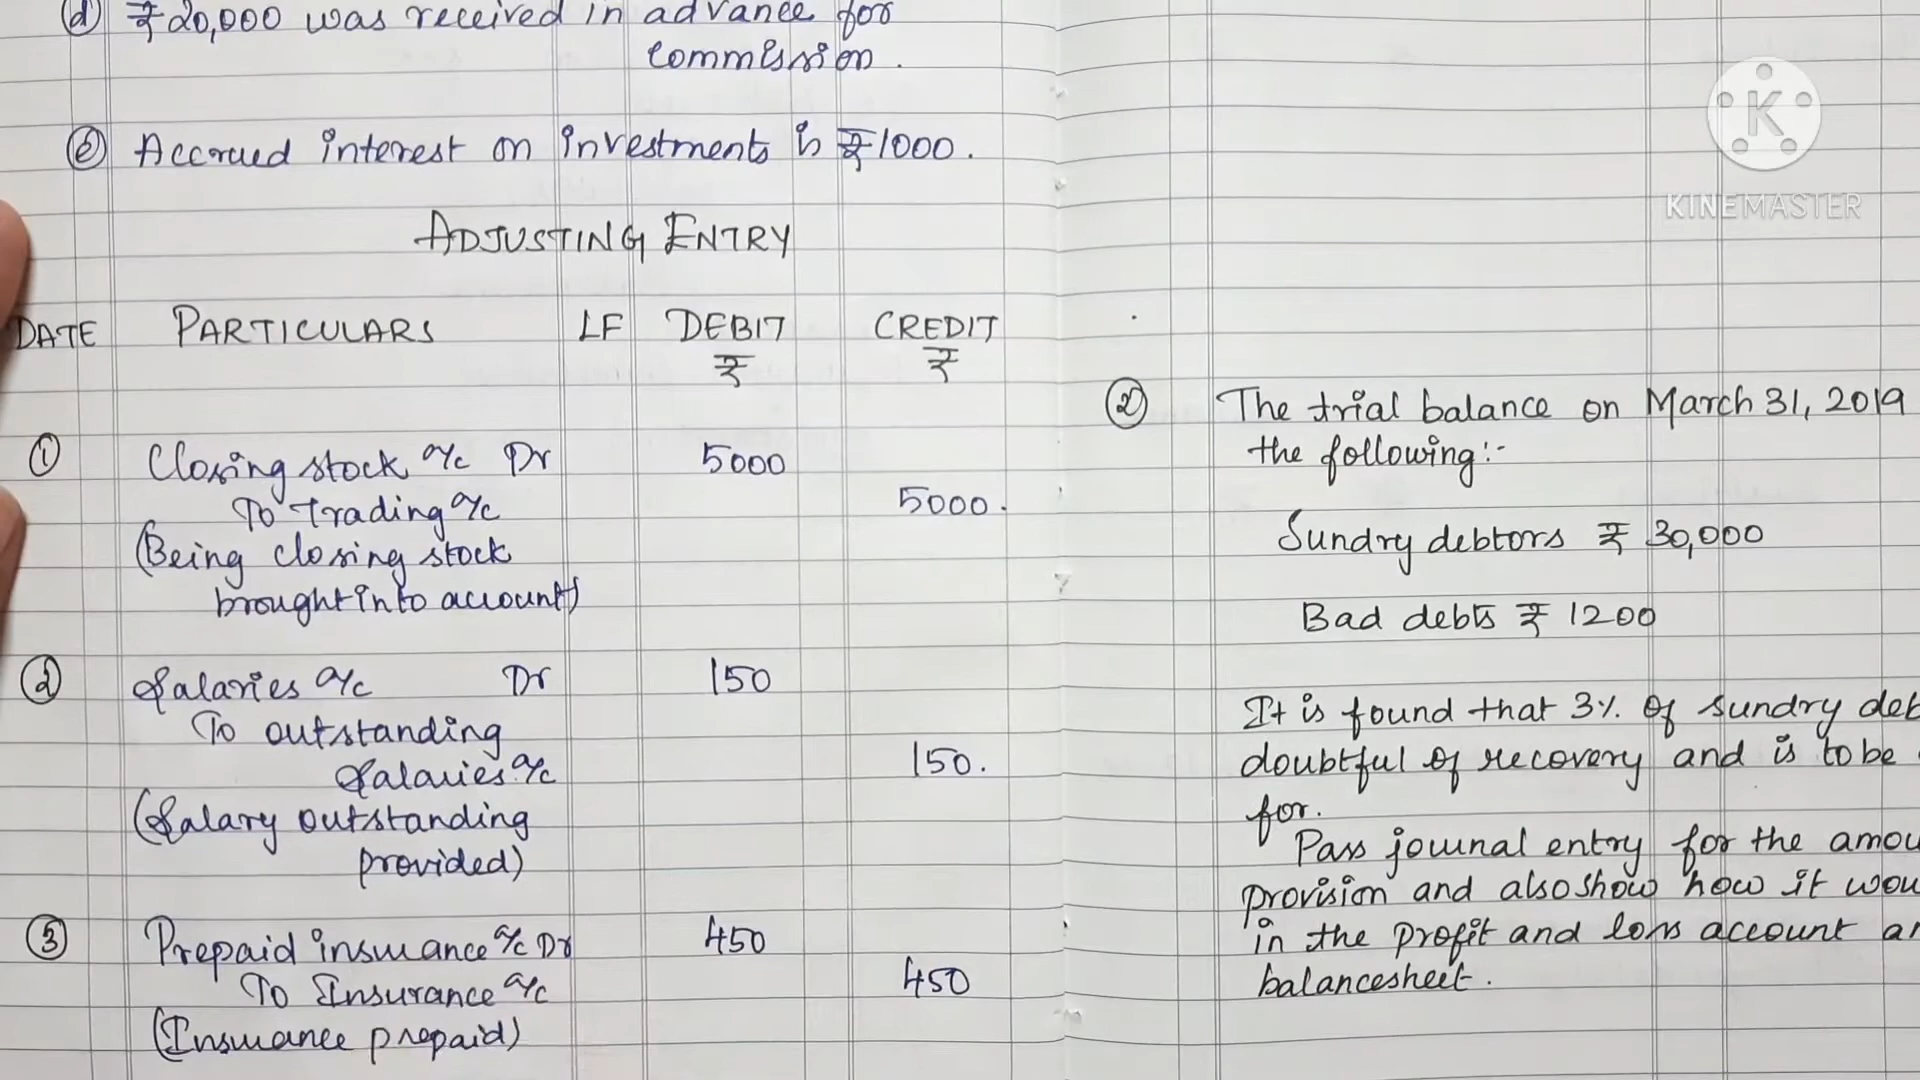 (d) ₹20,000 was received in advance for
commission.
(e) Accrued interest on investments is ₹1000.
ADJUSTING ENTRY
DATE PARTICULARS LF DEBIT ₹ CREDIT ₹
(1) Closing stock a/c Dr 5000
To trading a/c 5000.
(Being closing stock
brought into account)
(2) Salaries a/c Dr 150
To outstanding
Salaries a/c 150.
(Salary outstanding
provided)
(3) Prepaid insurance a/c Dr 450
To Insurance a/c 450
(Insurance prepaid)
K
KINEMASTER
(2) The trial balance on March 31, 2019
the following:-
Sundry debtors ₹ 30,000
Bad debts ₹ 1200
It is found that 3% of sundry deb
doubtful of recovery and is to be
for.
Pass journal entry for the amou
provision and also show how it wou
in the profit and loss account a
balancesheet.